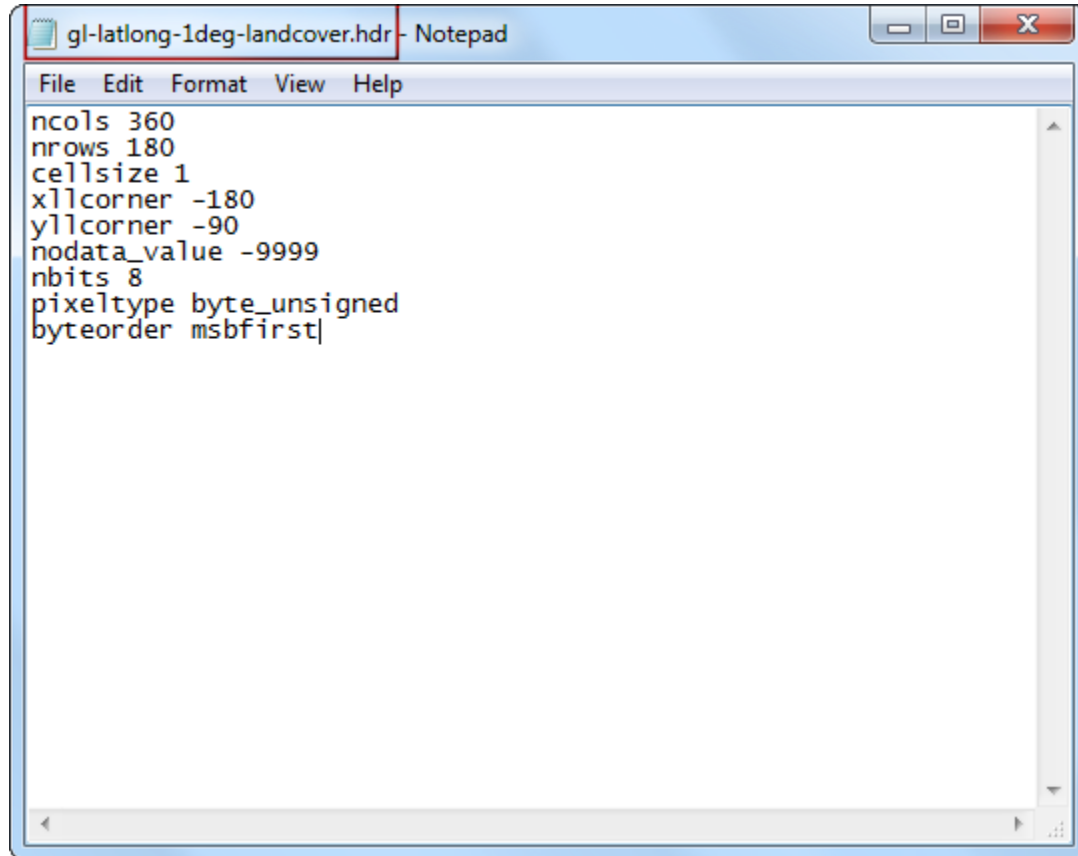 gl-latlong-1deg-landcover.hdr - Notepad
File Edit Format View Help
ncols 360
nrows 180
cellsize 1
xllcorner -180
yllcorner -90
nodata_value -9999
nbits 8
pixeltype byte_unsigned
byteorder msbfirst